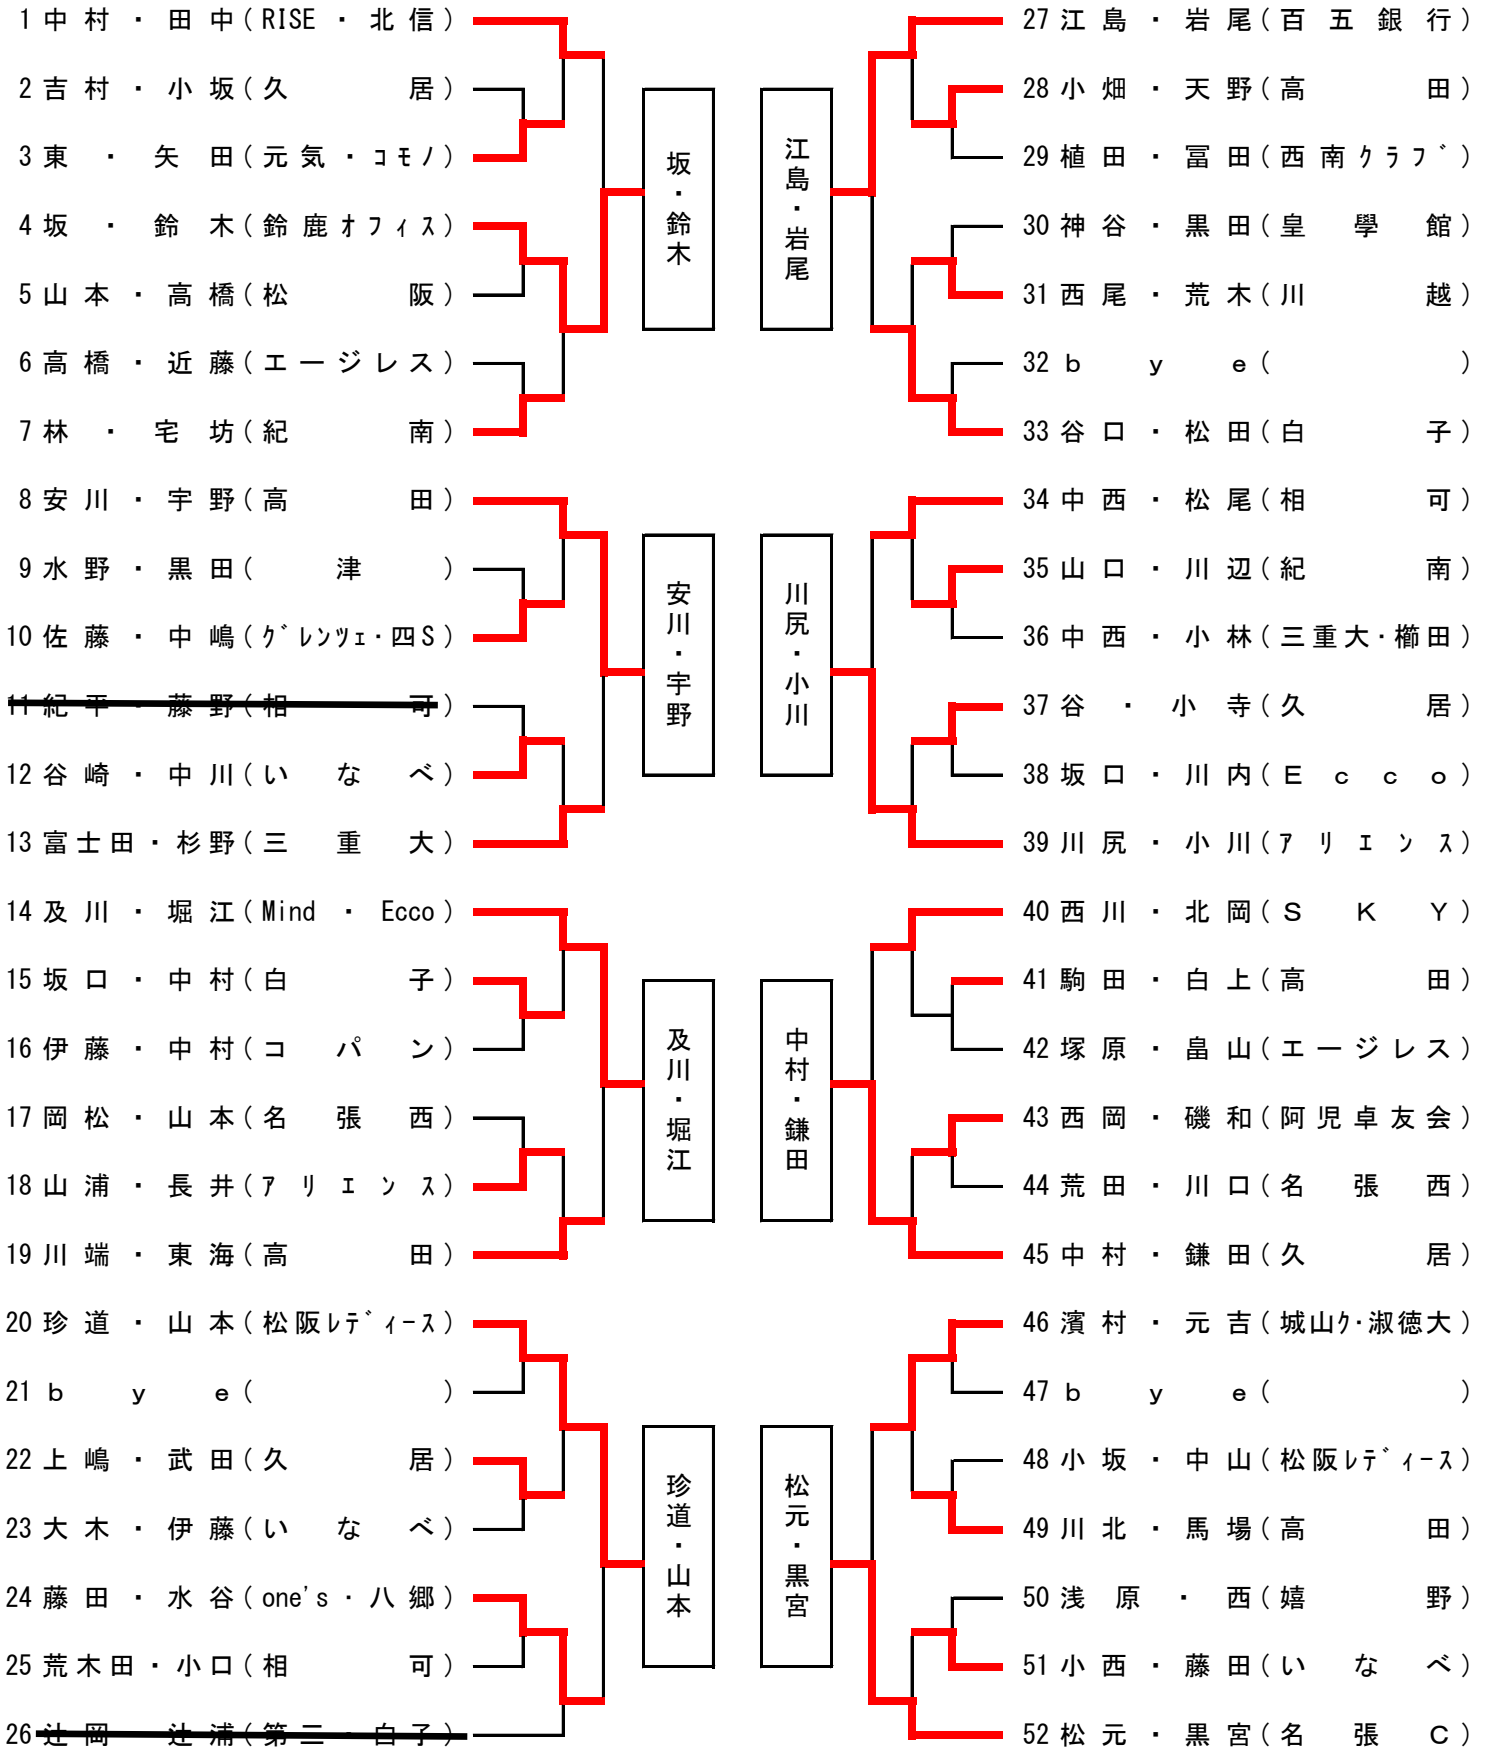 1 中村・田中(RISE・北信)
2 吉村・小坂(久居)
3 東・矢田(元気・コモノ)
4 坂・鈴木(鈴鹿オフィス)
5 山本・高橋(松阪)
6 高橋・近藤(エージレス)
7 林・宅坊(紀南)
8 安川・宇野(高田)
9 水野・黒田(津)
10 佐藤・中嶋(グレンツェ・四S)
11 紀平・藤野(相可)
12 谷崎・中川(いなべ)
13 富士田・杉野(三重大)
14 及川・堀江(Mind・Ecco)
15 坂口・中村(白子)
16 伊藤・中村(コパン)
17 岡松・山本(名張西)
18 山浦・長井(アリエンス)
19 川端・東海(高田)
20 珍道・山本(松阪レディース)
21 bye( )
22 上嶋・武田(久居)
23 大木・伊藤(いなべ)
24 藤田・水谷(one's・八郷)
25 荒木田・小口(相可)
26 辻岡 辻浦(第三・白子)
坂・鈴木
安川・宇野
及川・堀江
珍道・山本
江島・岩尾
川尻・小川
中村・鎌田
松元・黒宮
27 江島・岩尾(百五銀行)
28 小畑・天野(高田)
29 植田・冨田(西南クラブ)
30 神谷・黒田(皇學館)
31 西尾・荒木(川越)
32 bye( )
33 谷口・松田(白子)
34 中西・松尾(相可)
35 山口・川辺(紀南)
36 中西・小林(三重大・櫛田)
37 谷・小寺(久居)
38 坂口・川内(Ecco)
39 川尻・小川(アリエンス)
40 西川・北岡(SKY)
41 駒田・白上(高田)
42 塚原・畠山(エージレス)
43 西岡・磯和(阿児卓友会)
44 荒田・川口(名張西)
45 中村・鎌田(久居)
46 濱村・元吉(城山ク・淑徳大)
47 bye( )
48 小坂・中山(松阪レディース)
49 川北・馬場(高田)
50 浅原・西(嬉野)
51 小西・藤田(いなべ)
52 松元・黒宮(名張C)